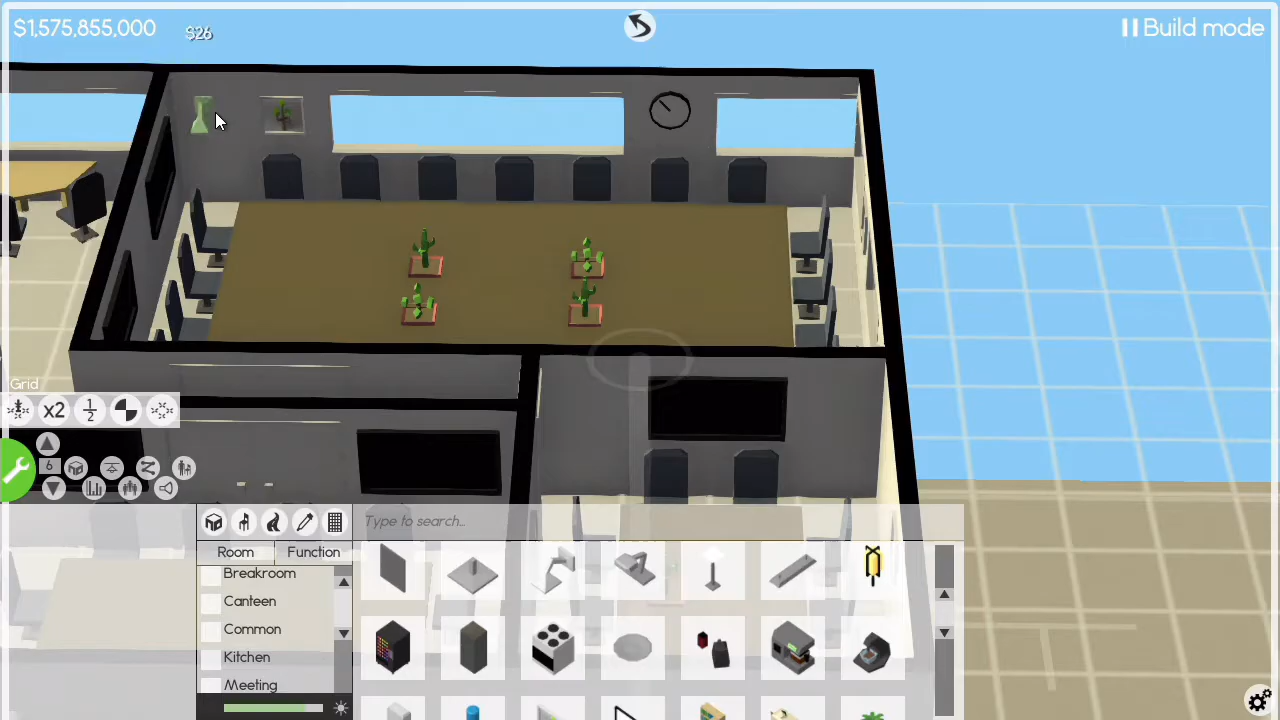 $1,575,855,000
$26
Build mode
Grid
x2
1/2
6
Type to search...
Room Function
Breakroom
Canteen
Common
Kitchen
Meeting